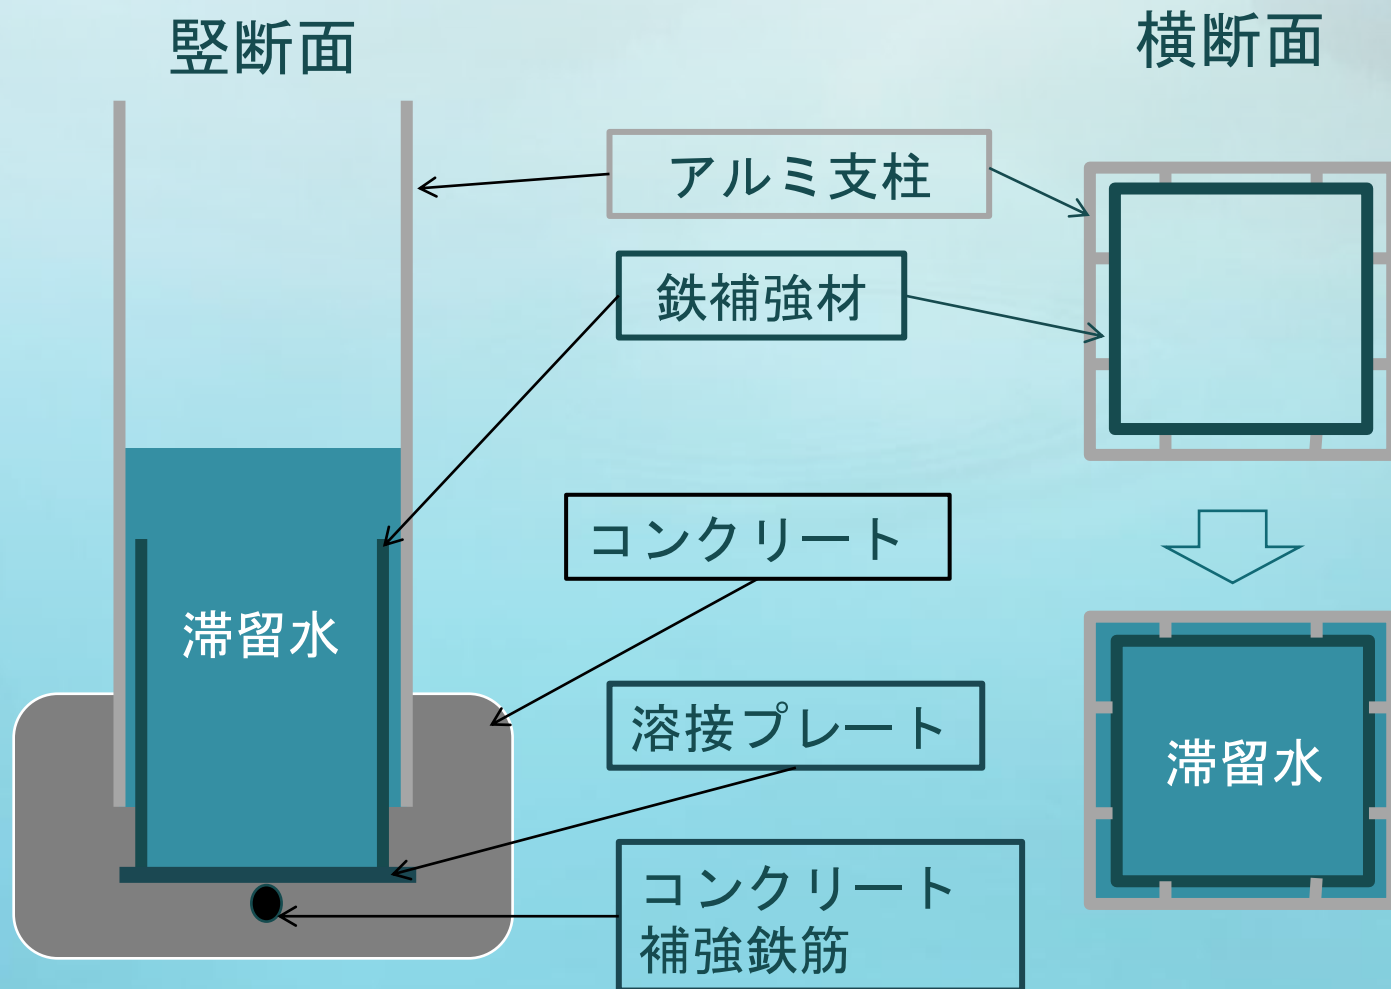 竪断面
横断面
アルミ支柱
鉄補強材
コンクリート
滞留水
溶接プレート
滞留水
コンクリート
補強鉄筋